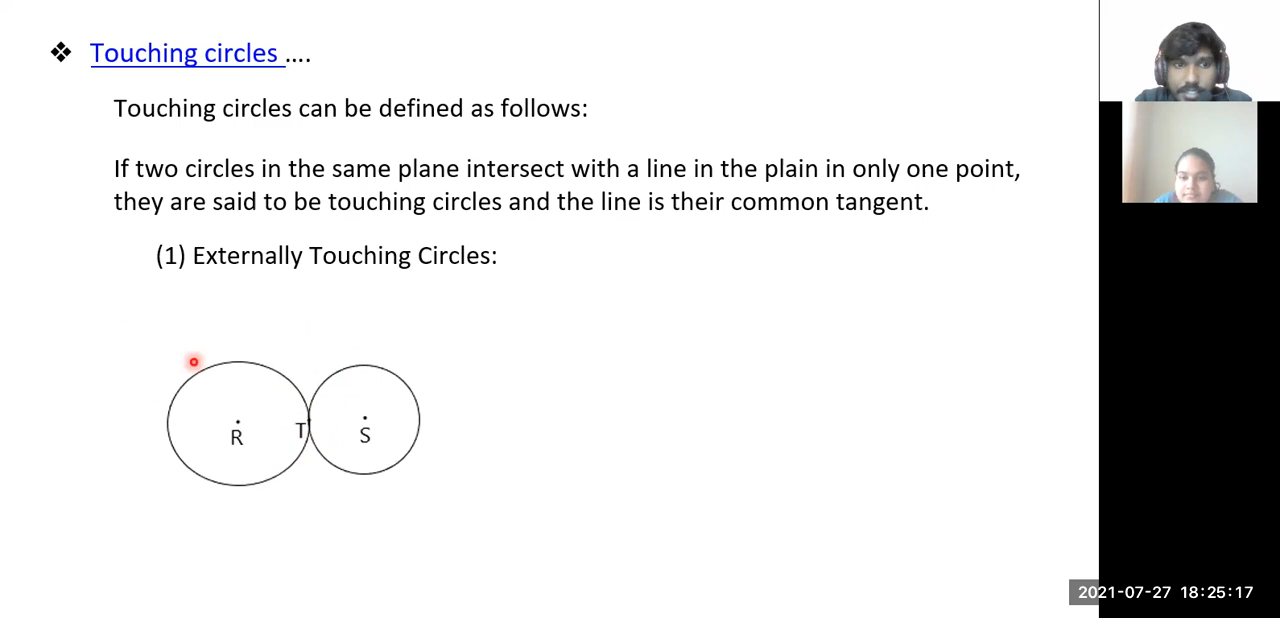 ❖ Touching circles ....
Touching circles can be defined as follows:
If two circles in the same plane intersect with a line in the plain in only one point,
they are said to be touching circles and the line is their common tangent.
(1) Externally Touching Circles:
R T S
2021-07-27 18:25:17